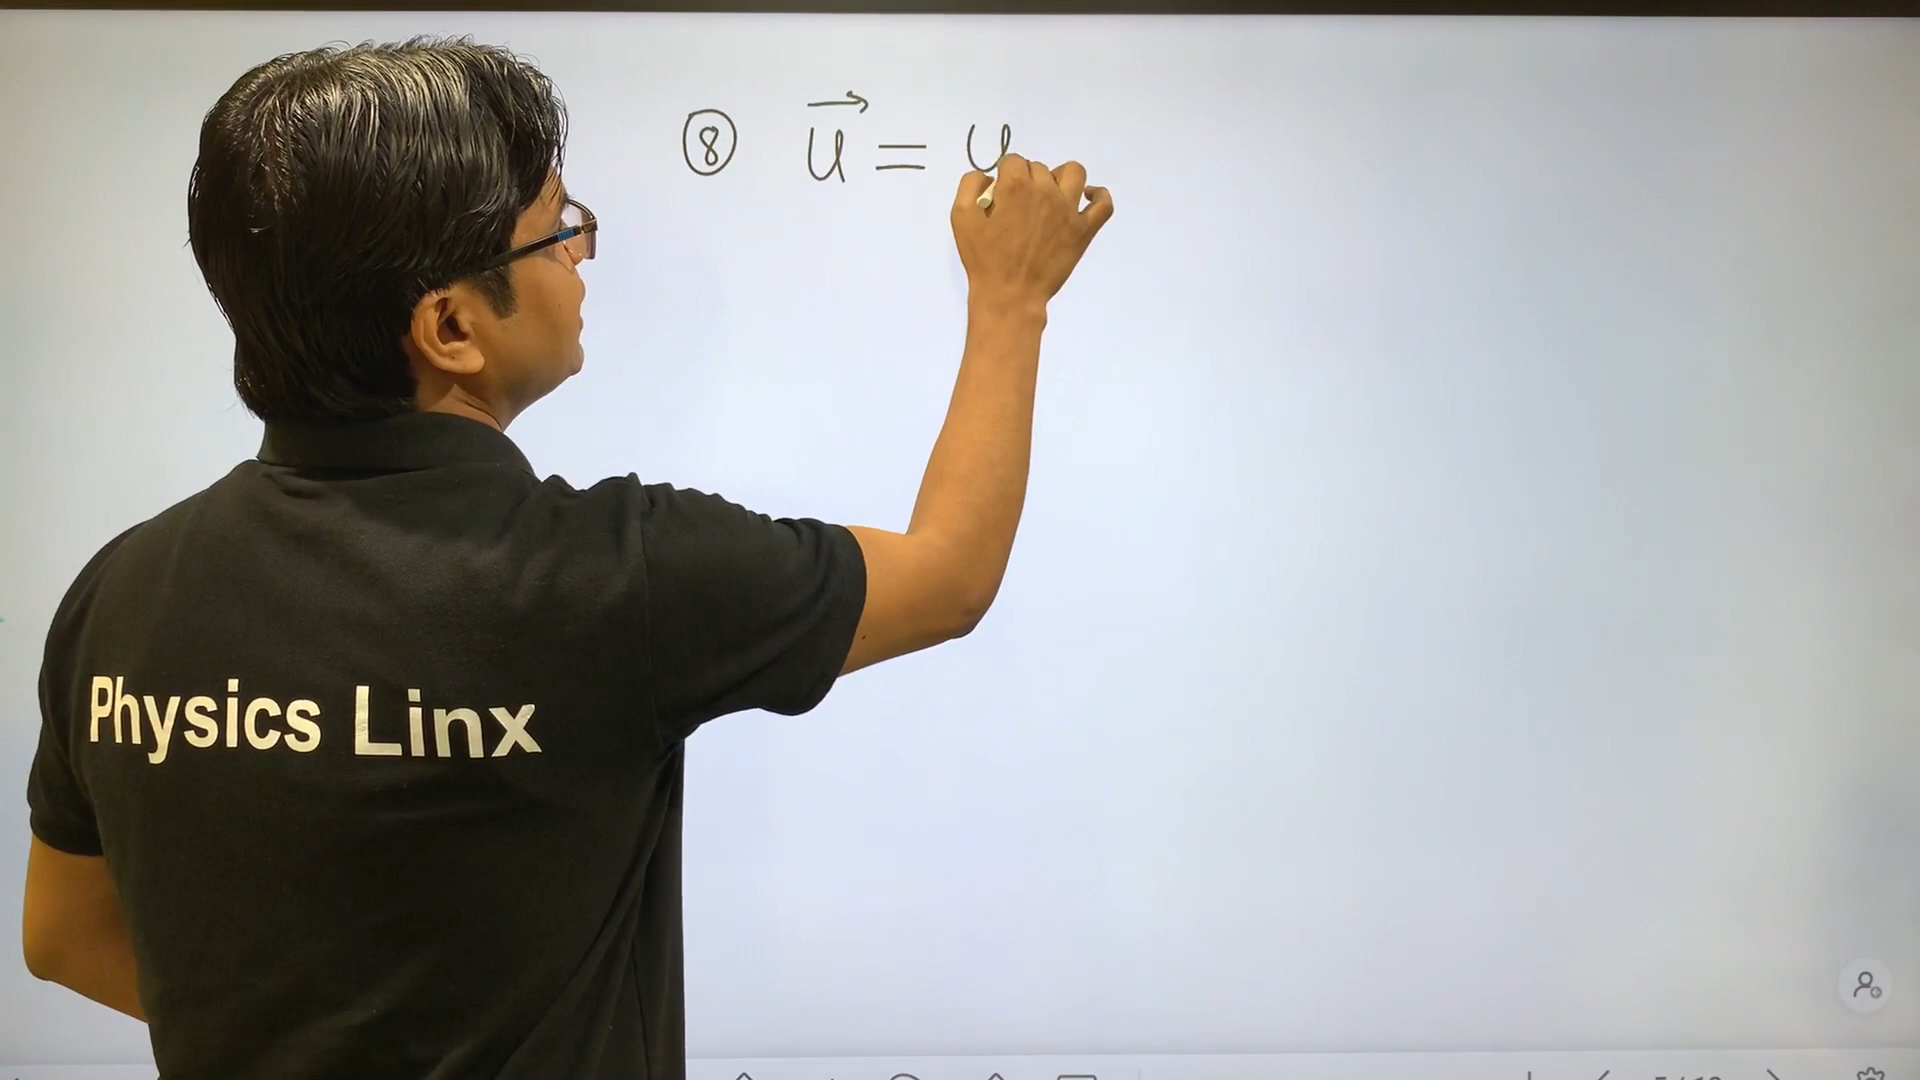 ⑧ u⃗ = u
Physics Linx